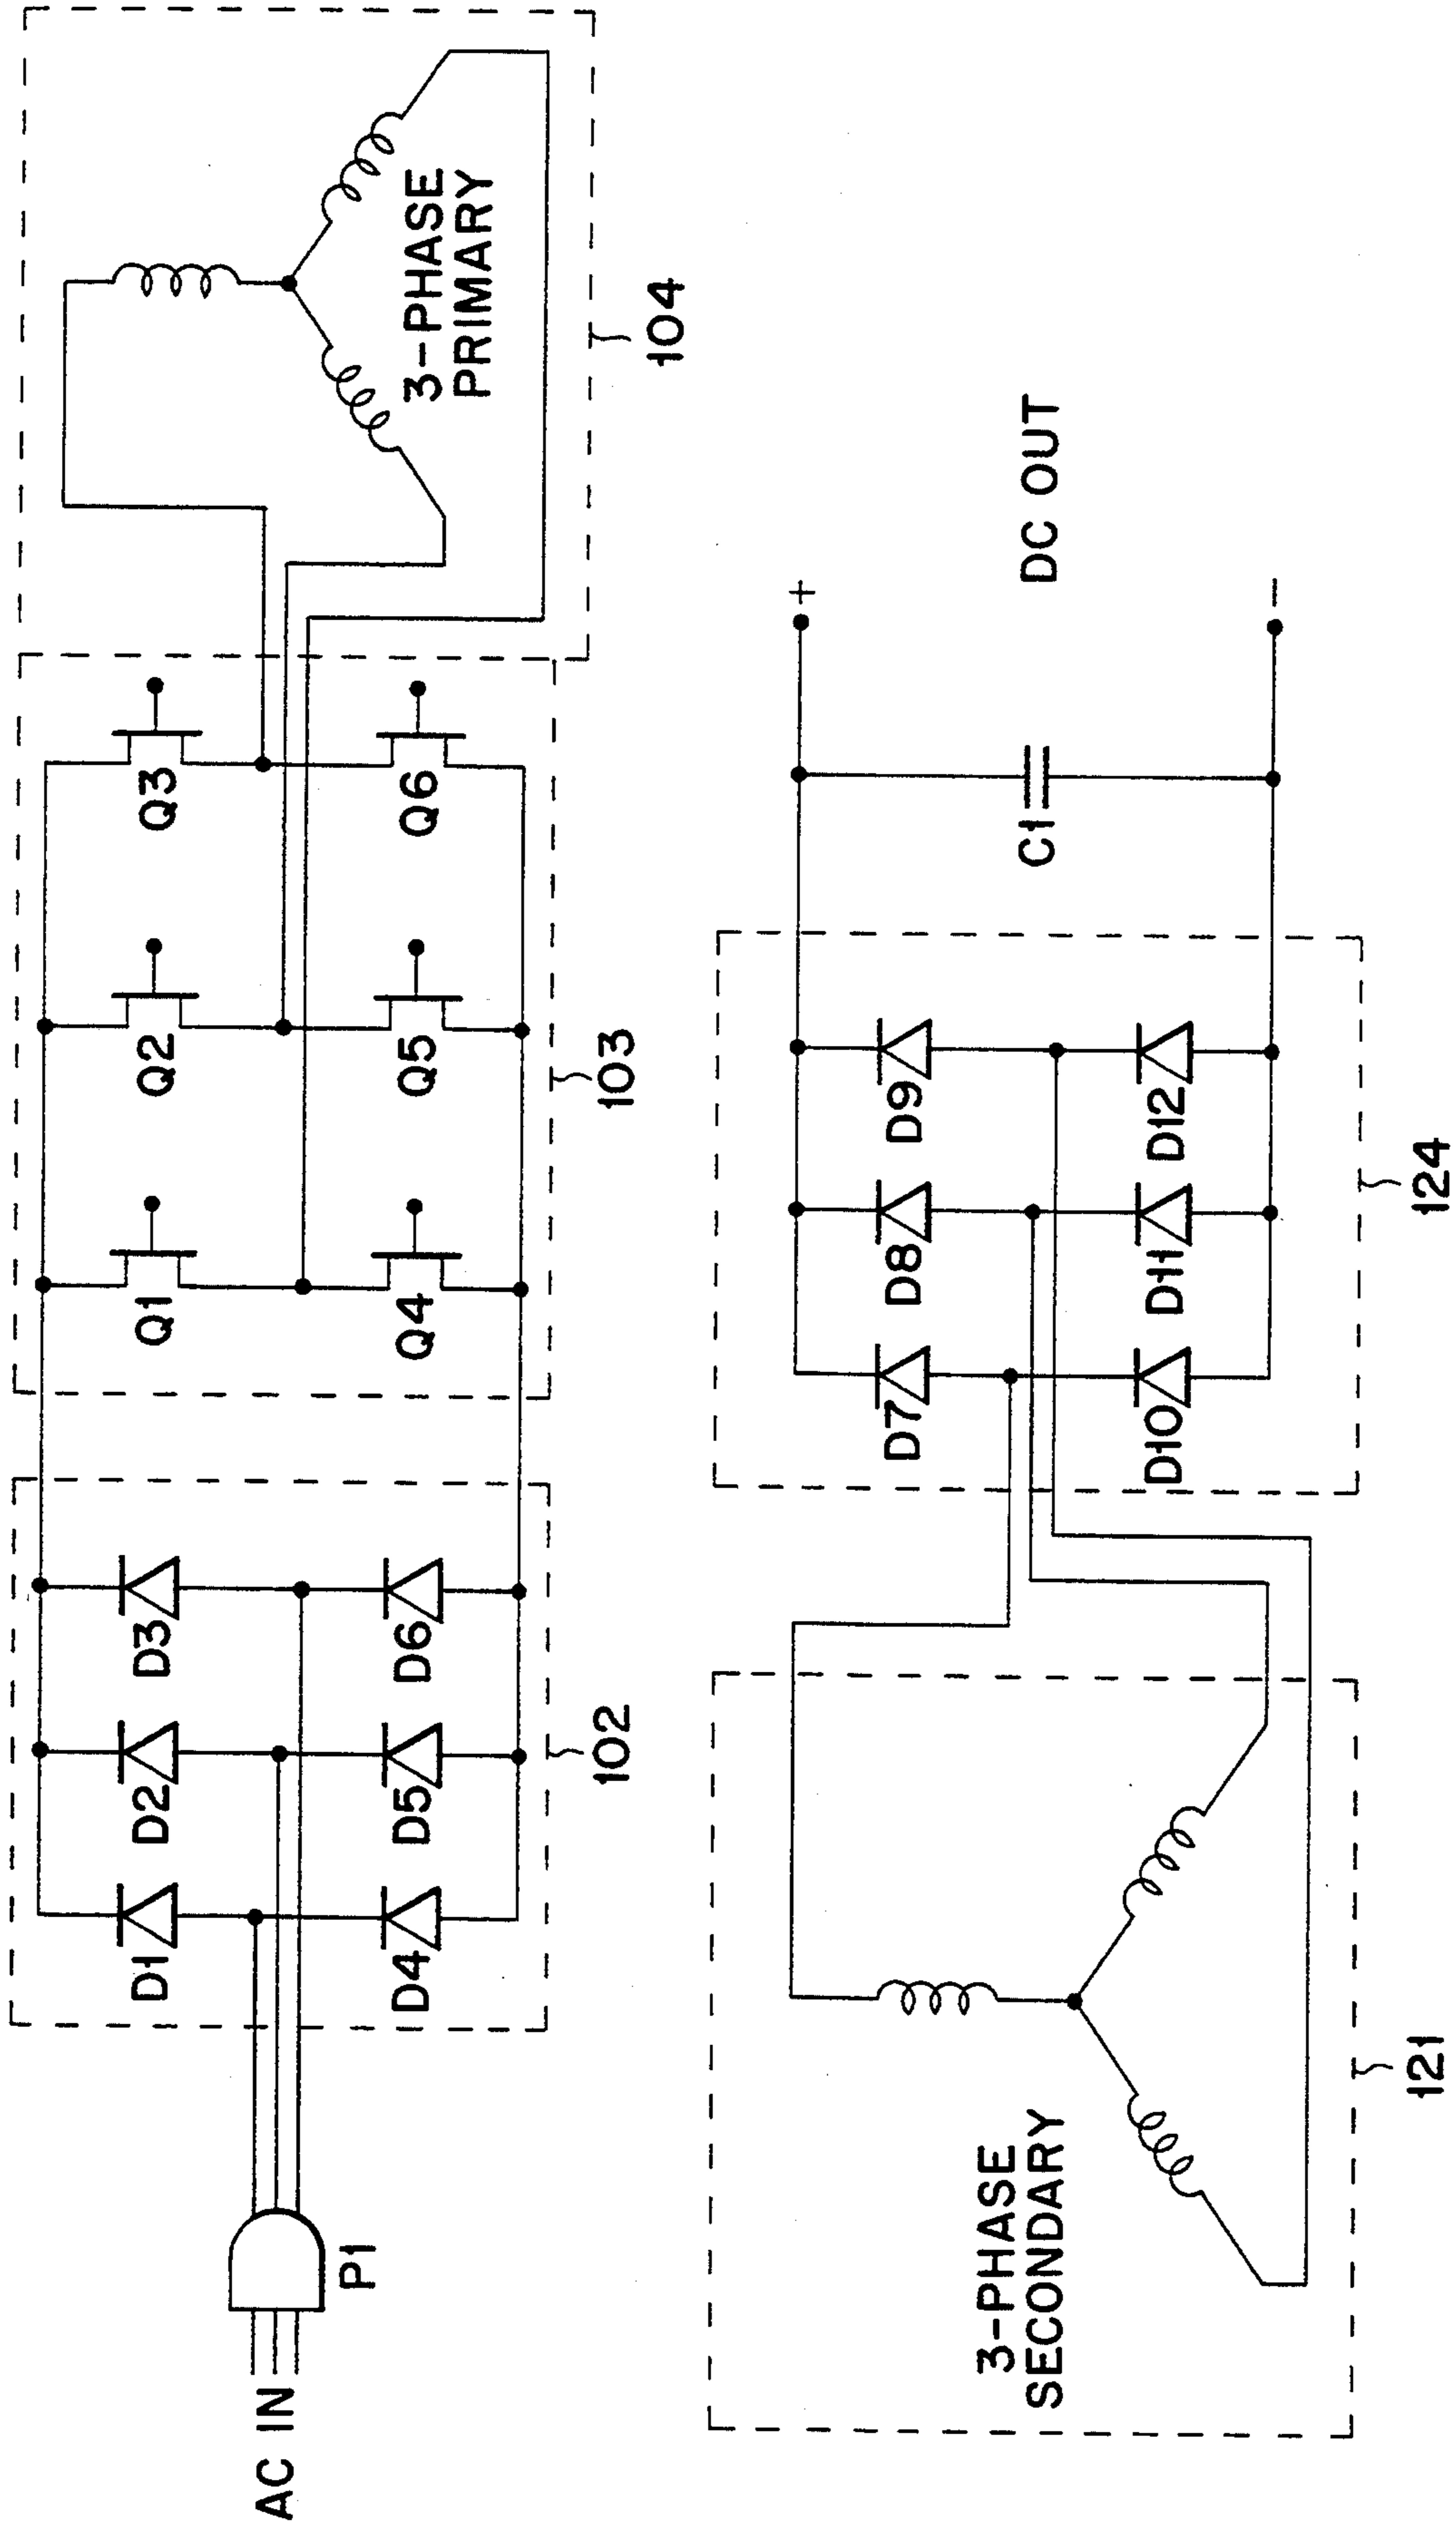 AC IN
P1
D1
D2
D3
D4
D5
D6
102
Q1
Q2
Q3
Q4
Q5
Q6
103
3-PHASE
PRIMARY
104
3-PHASE
SECONDARY
121
D7
D8
D9
D10
D11
D12
124
C1
+
DC OUT
-